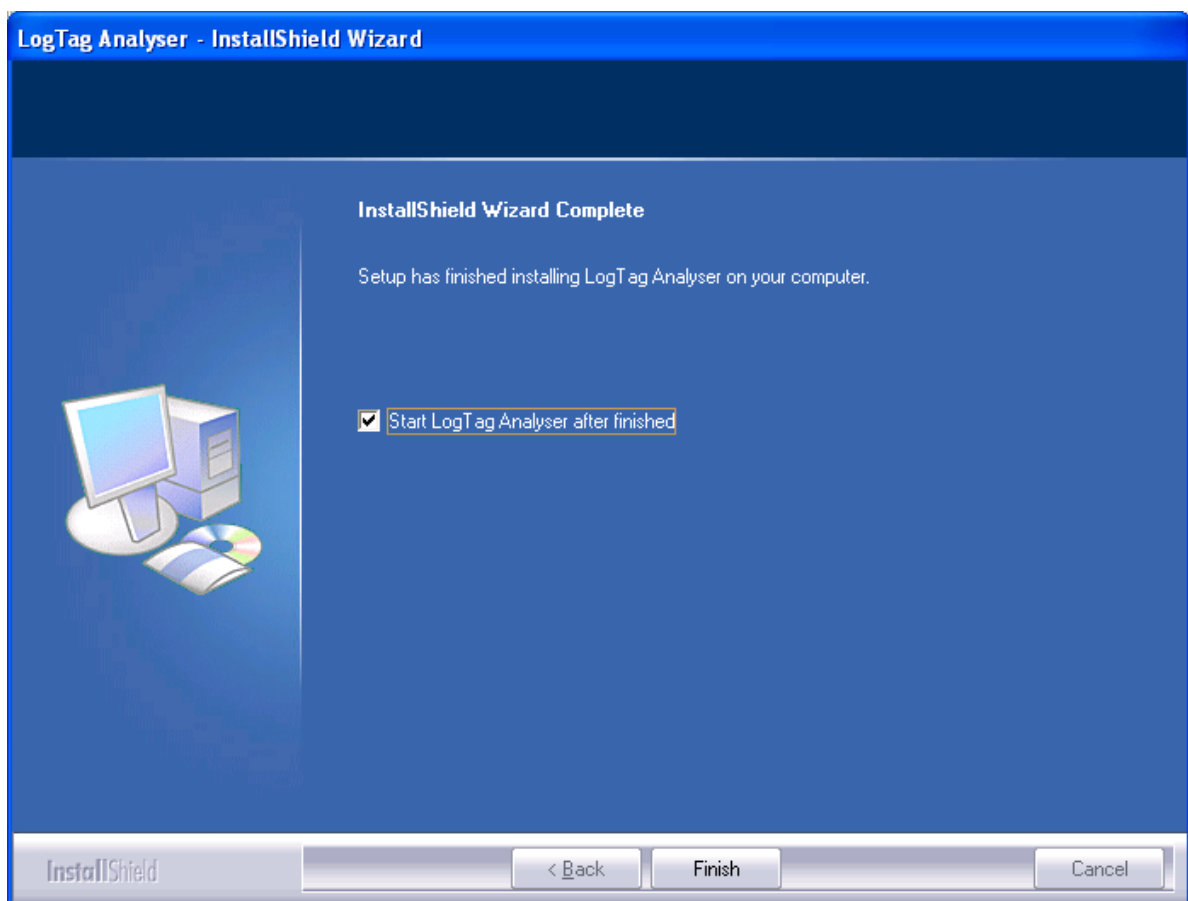 LogTag Analyser - InstallShield Wizard
InstallShield Wizard Complete
Setup has finished installing LogTag Analyser on your computer.
Start LogTag Analyser after finished
InstallShield
< Back
Finish
Cancel